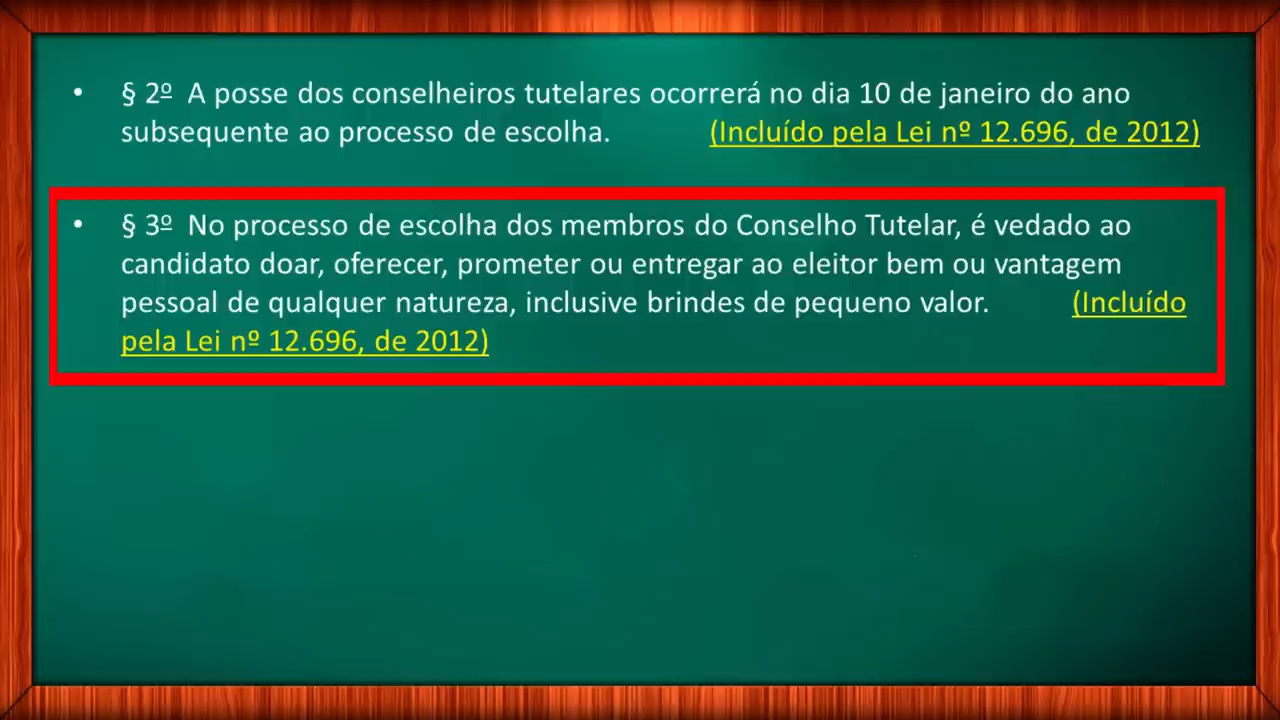 • § 2º A posse dos conselheiros tutelares ocorrerá no dia 10 de janeiro do ano
subsequente ao processo de escolha. (Incluído pela Lei nº 12.696, de 2012)
• § 3º No processo de escolha dos membros do Conselho Tutelar, é vedado ao
candidato doar, oferecer, prometer ou entregar ao eleitor bem ou vantagem
pessoal de qualquer natureza, inclusive brindes de pequeno valor. (Incluído
pela Lei nº 12.696, de 2012)